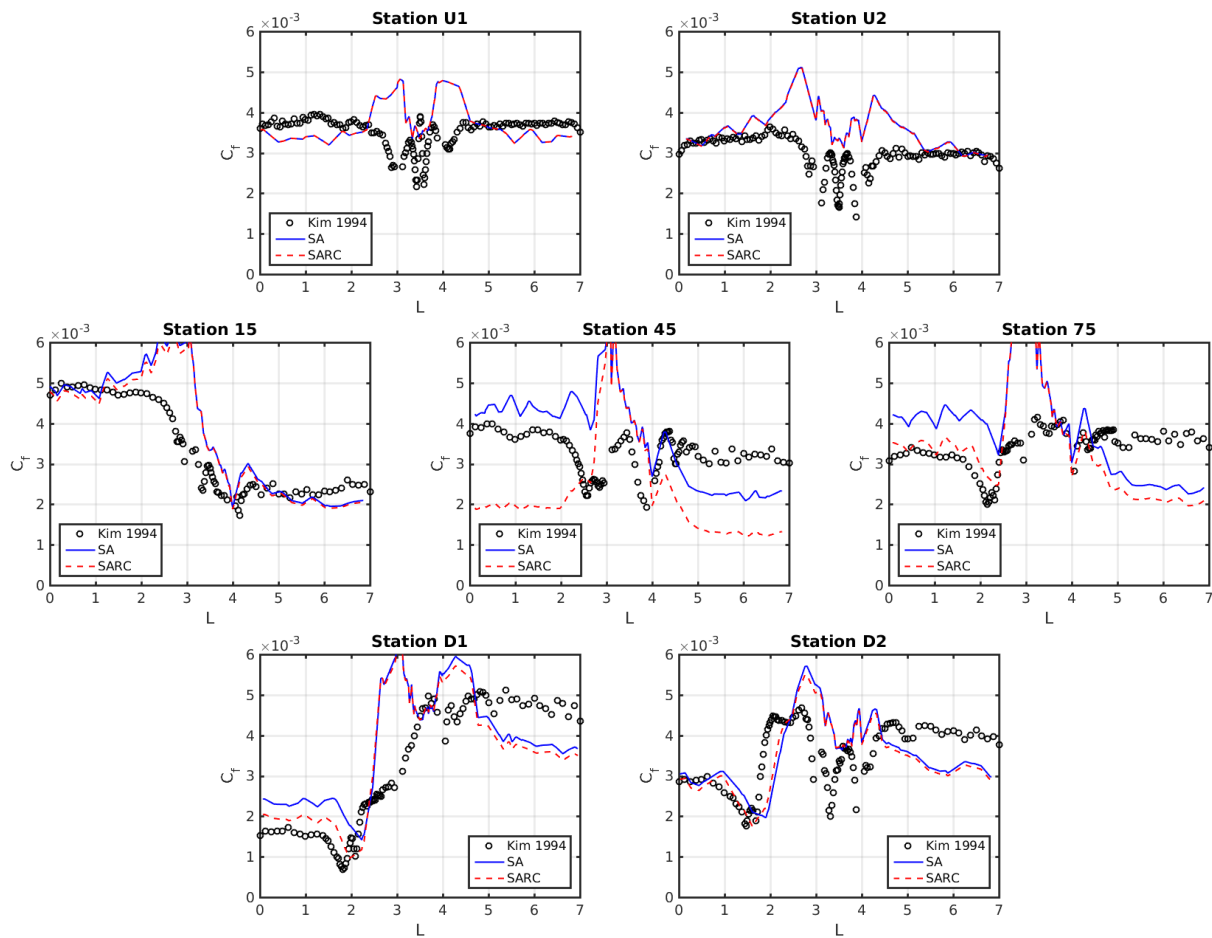 Station U1
×10⁻³
6
5
4
3
2
1
0
C_f
0 1 2 3 4 5 6 7
L
Kim 1994
SA
SARC
Station U2
×10⁻³
6
5
4
3
2
1
0
C_f
0 1 2 3 4 5 6 7
L
Kim 1994
SA
SARC
Station 15
×10⁻³
6
5
4
3
2
1
0
C_f
0 1 2 3 4 5 6 7
L
Kim 1994
SA
SARC
Station 45
×10⁻³
6
5
4
3
2
1
0
C_f
0 1 2 3 4 5 6 7
L
Kim 1994
SA
SARC
Station 75
×10⁻³
6
5
4
3
2
1
0
C_f
0 1 2 3 4 5 6 7
L
Kim 1994
SA
SARC
Station D1
×10⁻³
6
5
4
3
2
1
0
C_f
0 1 2 3 4 5 6 7
L
Kim 1994
SA
SARC
Station D2
×10⁻³
6
5
4
3
2
1
0
C_f
0 1 2 3 4 5 6 7
L
Kim 1994
SA
SARC